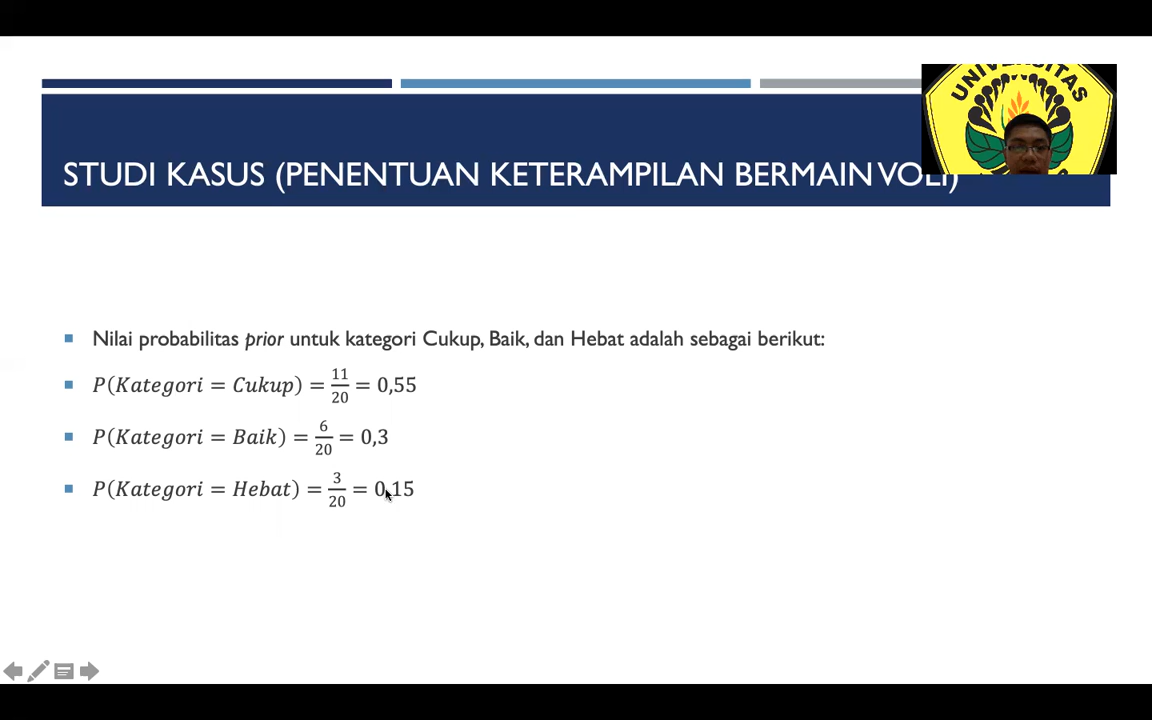 UNIVERSITAS
STUDI KASUS (PENENTUAN KETERAMPILAN BERMAIN VOLI)
Nilai probabilitas prior untuk kategori Cukup, Baik, dan Hebat adalah sebagai berikut:
P(Kategori = Cukup) = 11/20 = 0,55
P(Kategori = Baik) = 6/20 = 0,3
P(Kategori = Hebat) = 3/20 = 0,15